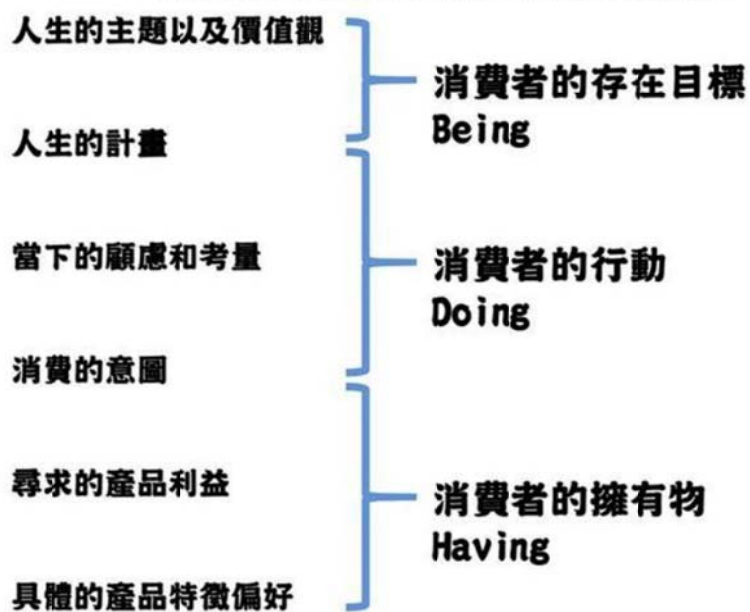 人生的主題以及價值觀
消費者的存在目標
Being
人生的計畫
當下的顧慮和考量
消費者的行動
Doing
消費的意圖
尋求的產品利益
消費者的擁有物
Having
具體的產品特徵偏好